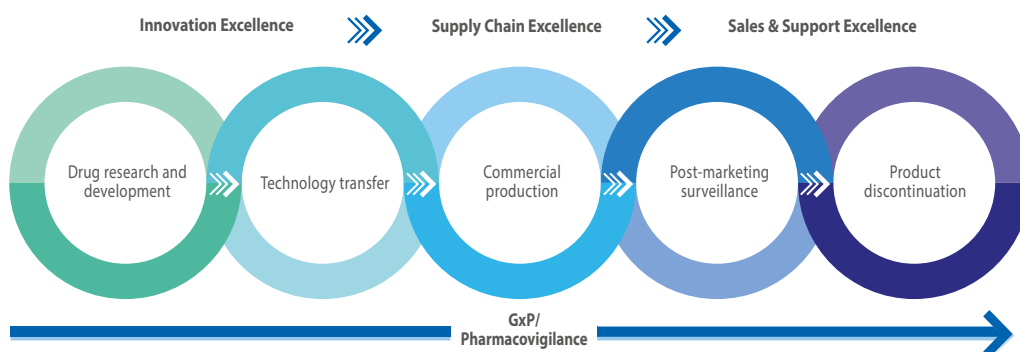 Innovation Excellence
Supply Chain Excellence
Sales & Support Excellence
Drug research and
development
Technology transfer
Commercial
production
Post-marketing
surveillance
Product
discontinuation
GxP/
Pharmacovigilance